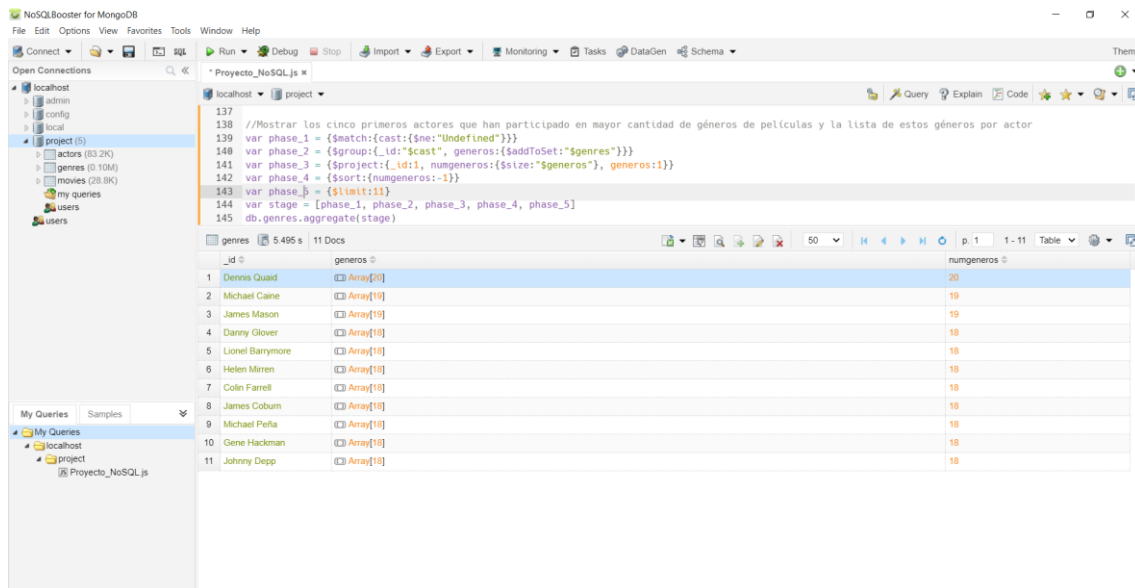 NoSQLBooster for MongoDB
File Edit Options View Favorites Tools Window Help
Connect SQL Run Debug Stop Import Export Monitoring Tasks DataGen Schema Them
Open Connections
* Proyecto_NoSQL.js
localhost
localhost project Query Explain Code
admin
config
local
project (5)
actors (83.2K)
genres (0.10M)
movies (28.8K)
my queries
users
users
137
138 //Mostrar los cinco primeros actores que han participado en mayor cantidad de géneros de películas y la lista de estos géneros por actor
139 var phase_1 = {$match:{cast:{$ne:"Undefined"}}}
140 var phase_2 = {$group:{_id:"$cast", generos:{$addToSet:"$genres"}}}
141 var phase_3 = {$project:{_id:1, numgeneros:{$size:"$generos"}, generos:1}}
142 var phase_4 = {$sort:{numgeneros:-1}}
143 var phase_5 = {$limit:11}
144 var stage = [phase_1, phase_2, phase_3, phase_4, phase_5]
145 db.genres.aggregate(stage)
genres 5.495 s 11 Docs 50 p. 1 1 - 11 Table
_id generos numgeneros
1 Dennis Quaid Array[20] 20
2 Michael Caine Array[19] 19
3 James Mason Array[19] 19
4 Danny Glover Array[18] 18
5 Lionel Barrymore Array[18] 18
6 Helen Mirren Array[18] 18
7 Colin Farrell Array[18] 18
8 James Coburn Array[18] 18
9 Michael Peña Array[18] 18
10 Gene Hackman Array[18] 18
11 Johnny Depp Array[18] 18
My Queries Samples
My Queries
localhost
project
Proyecto_NoSQL.js